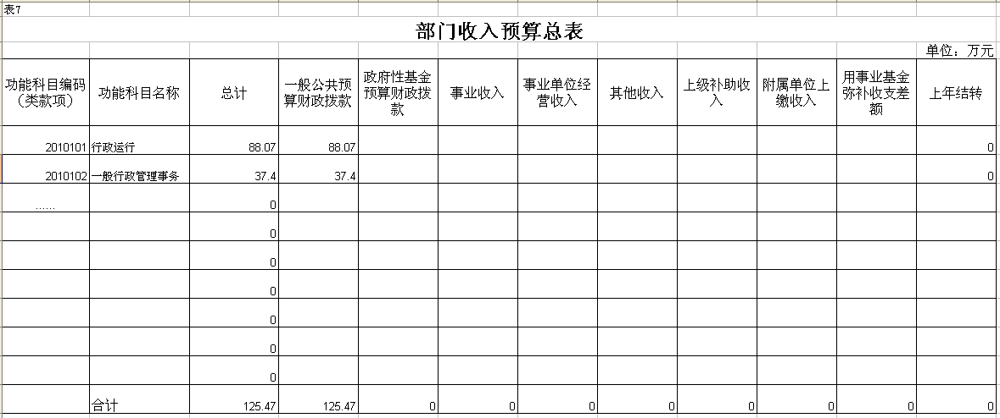 表7
部门收入预算总表
单位：万元
功能科目编码（类款项） 功能科目名称 总计 一般公共预算财政拨款 政府性基金预算财政拨款 事业收入 事业单位经营收入 其他收入 上级补助收入 附属单位上缴收入 用事业基金弥补收支差额 上年结转
2010101 行政运行 88.07 88.07 0
2010102 一般行政管理事务 37.4 37.4 0
...... 0
0
0
0
0
0
0
合计 125.47 125.47 0 0 0 0 0 0 0 0